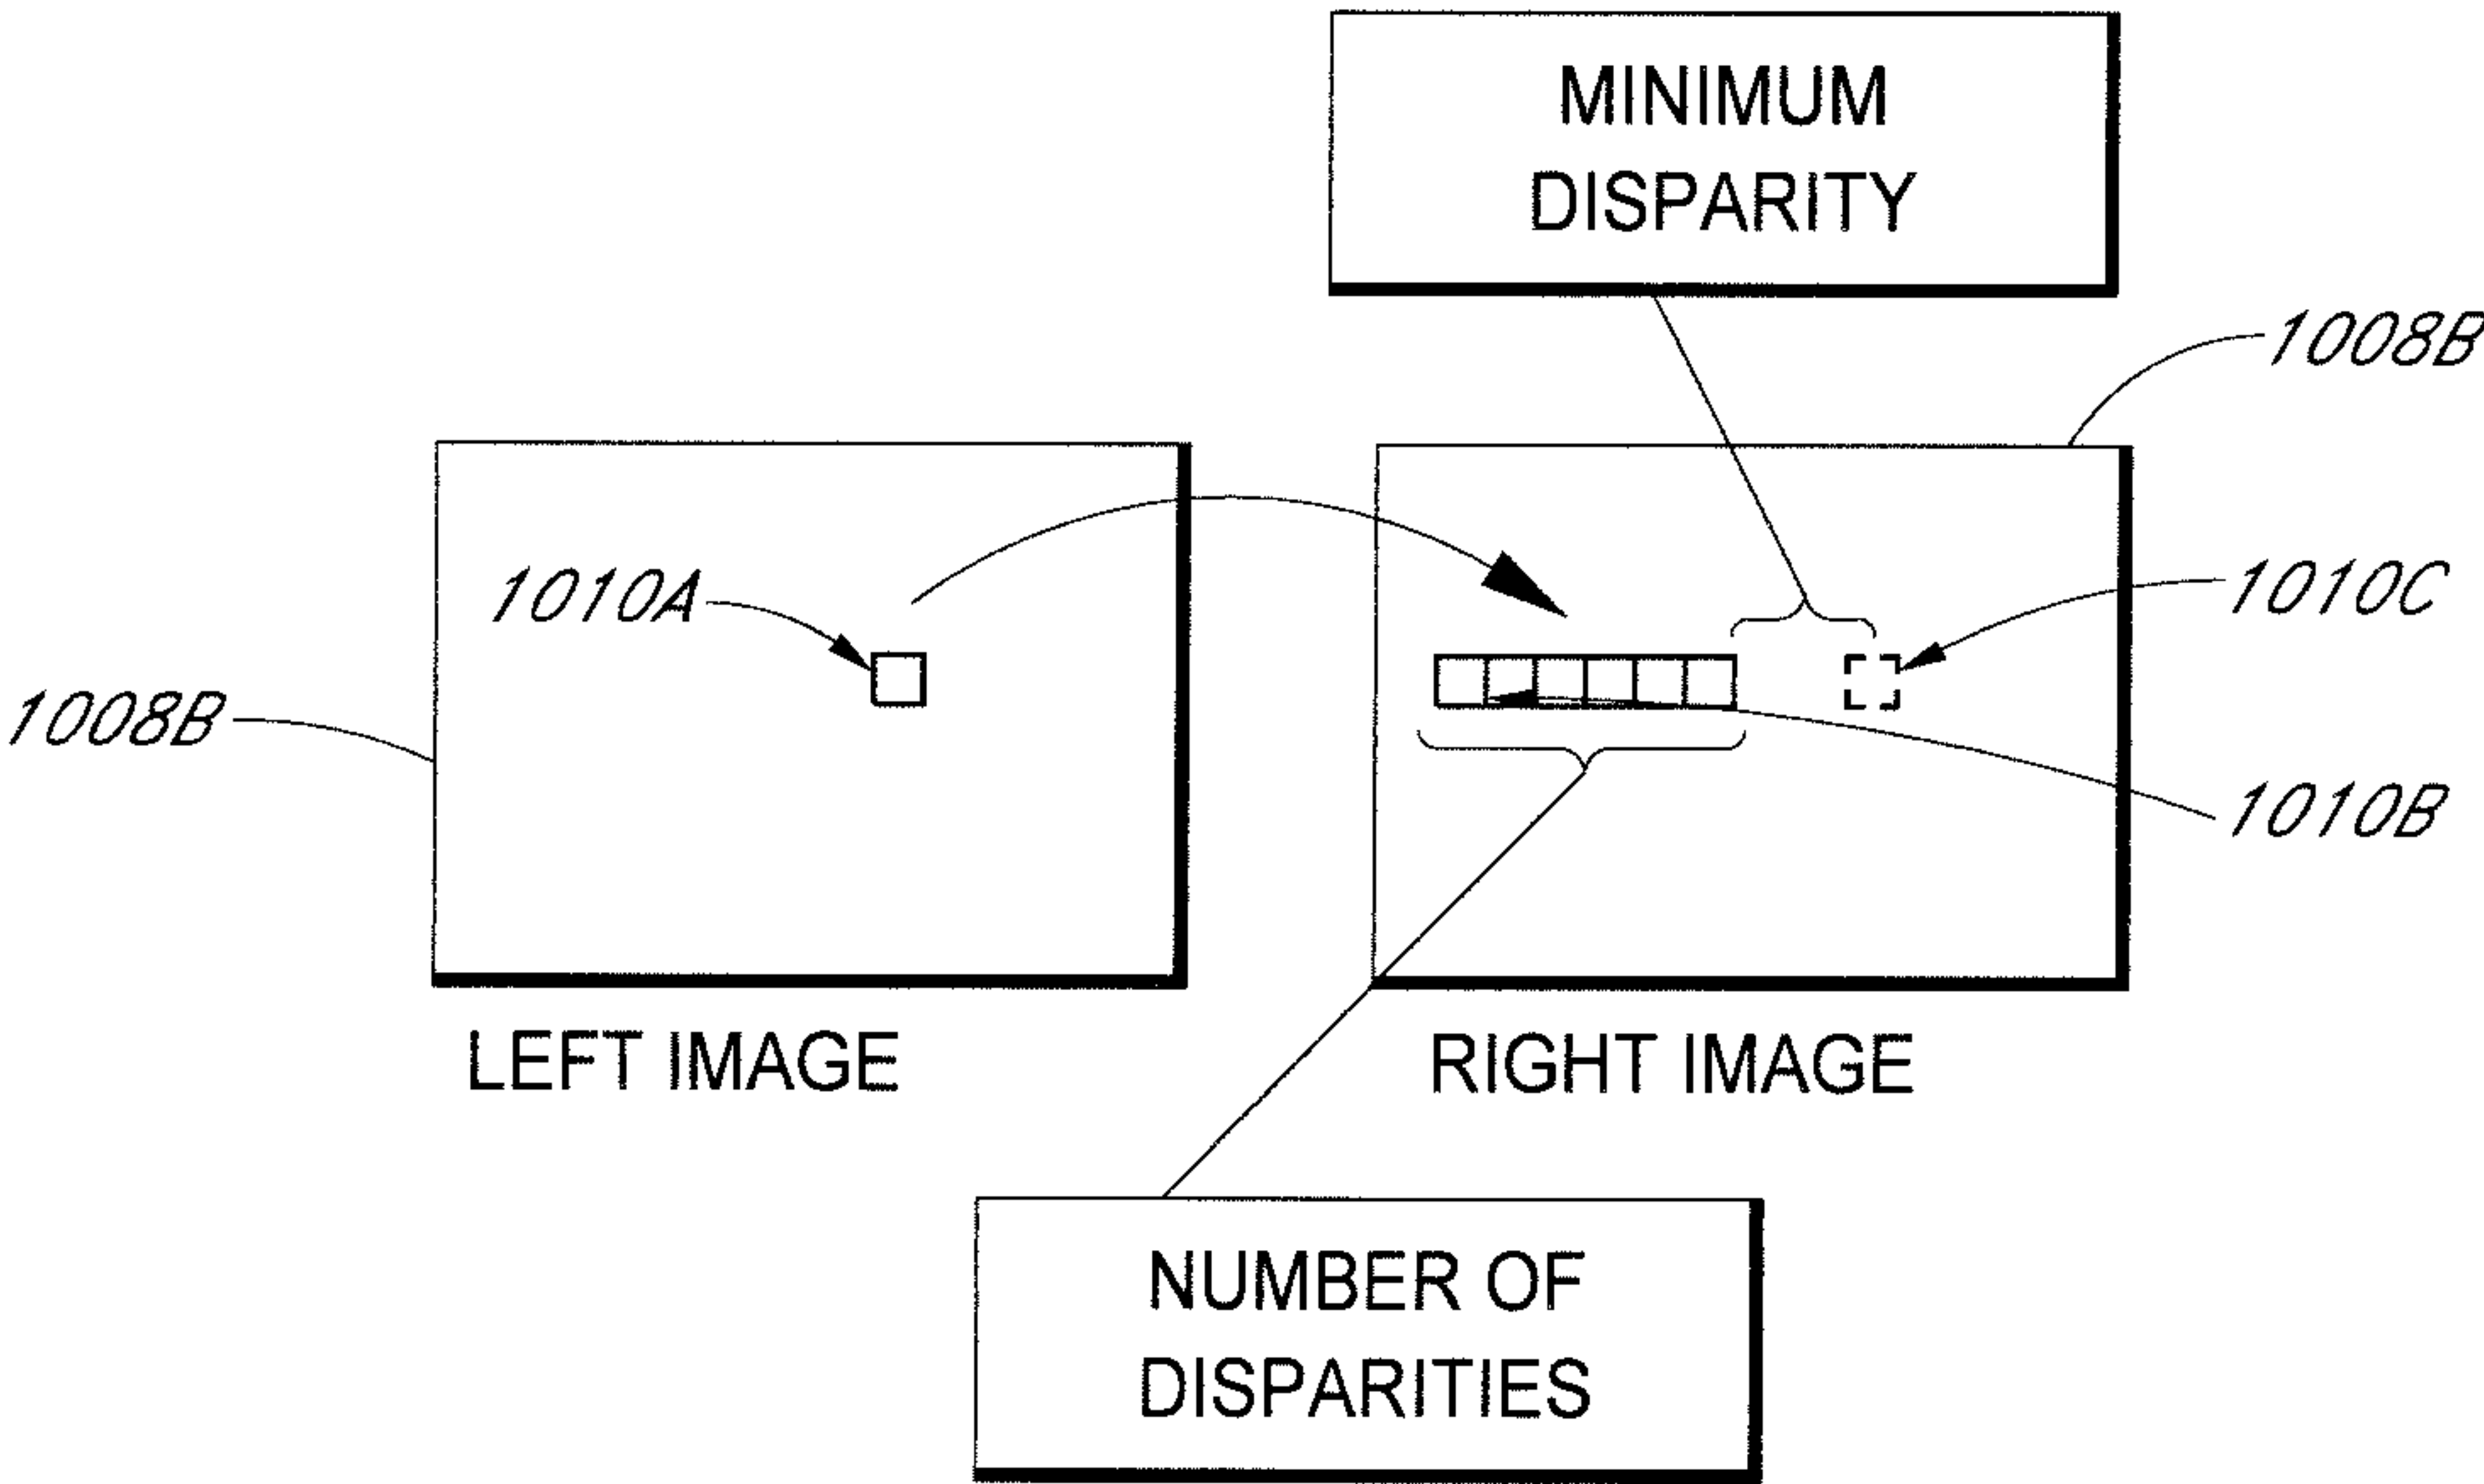 MINIMUM
DISPARITY
1008B
1010A
1010C
1008B
1010B
LEFT IMAGE
RIGHT IMAGE
NUMBER OF
DISPARITIES